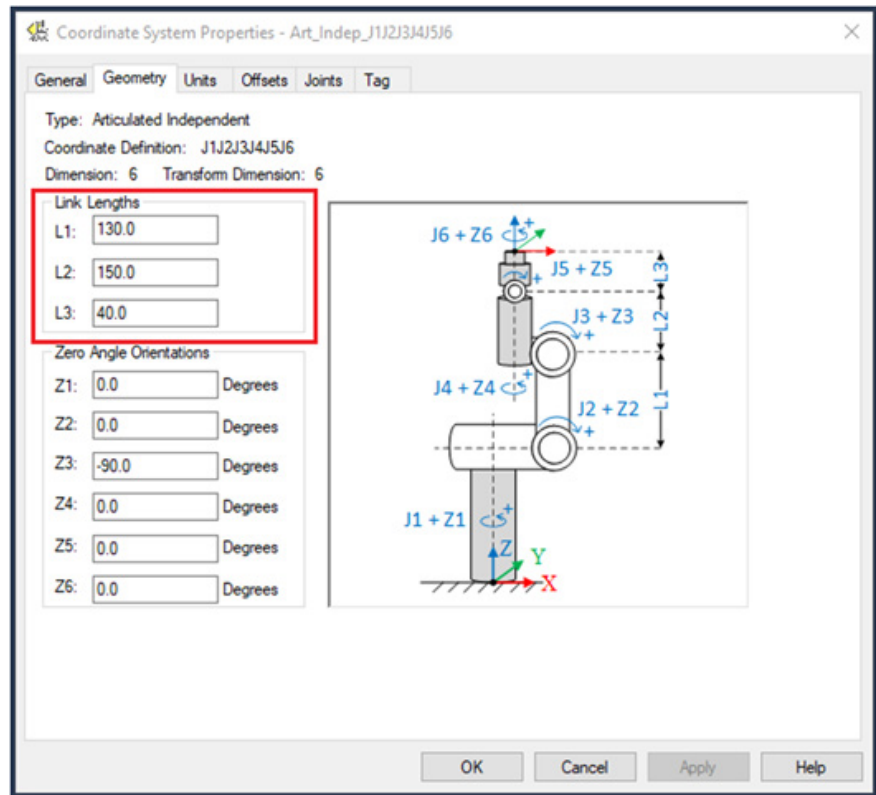 Coordinate System Properties - Art_Indep_J1J2J3J4J5J6
General Geometry Units Offsets Joints Tag
Type: Articulated Independent
Coordinate Definition: J1J2J3J4J5J6
Dimension: 6 Transform Dimension: 6
Link Lengths
L1: 130.0
L2: 150.0
L3: 40.0
Zero Angle Orientations
Z1: 0.0 Degrees
Z2: 0.0 Degrees
Z3: -90.0 Degrees
Z4: 0.0 Degrees
Z5: 0.0 Degrees
Z6: 0.0 Degrees
J6 + Z6 +
J5 + Z5 +
L3
J3 + Z3 +
L2
J4 + Z4 +
J2 + Z2 +
L1
J1 + Z1 +
Z
Y
X
OK Cancel Apply Help